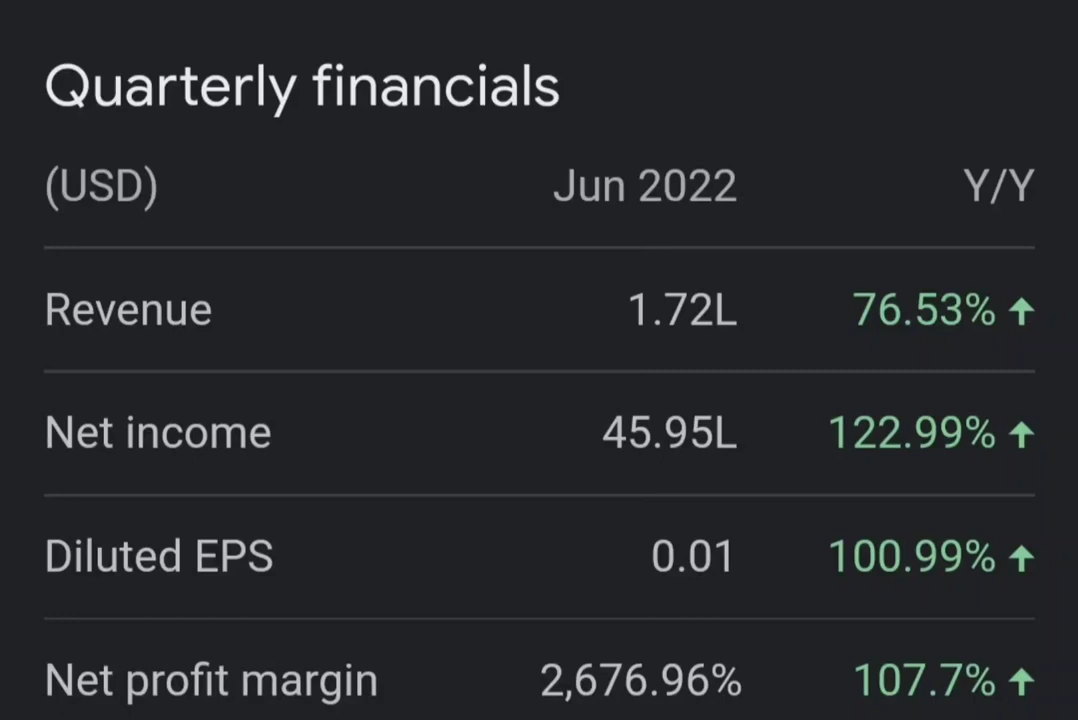 Quarterly financials
(USD) Jun 2022 Y/Y
Revenue 1.72L 76.53% ↑
Net income 45.95L 122.99% ↑
Diluted EPS 0.01 100.99% ↑
Net profit margin 2,676.96% 107.7% ↑